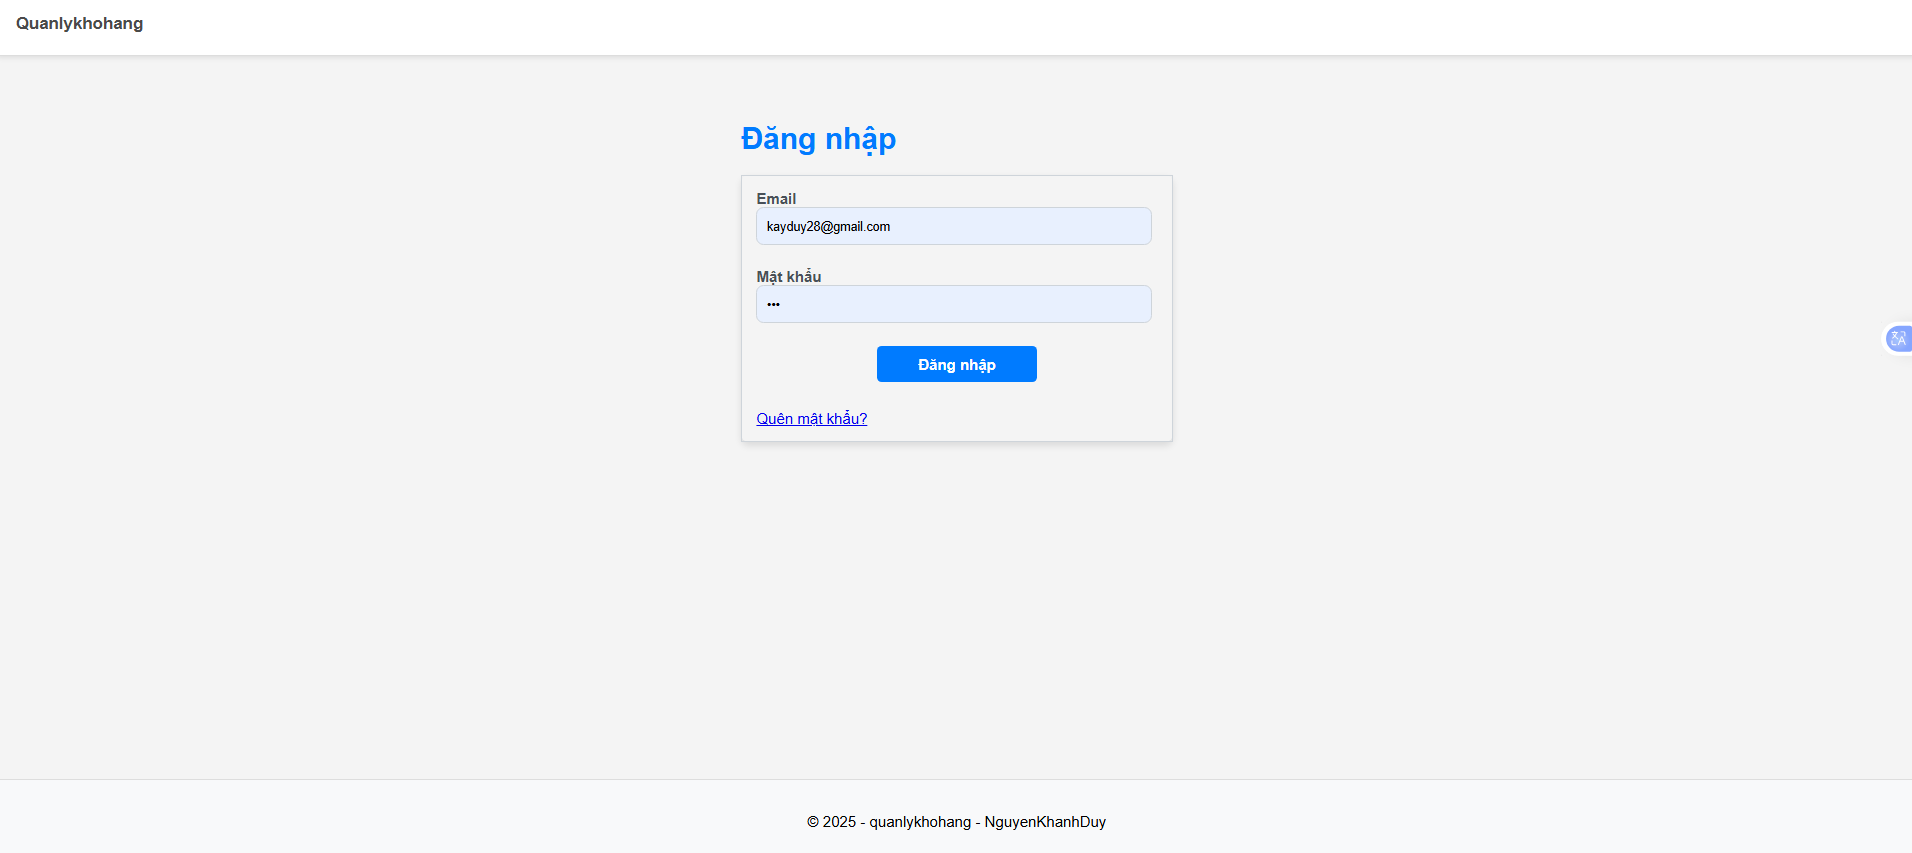 Quanlykhohang
Đăng nhập
Email
kayduy28@gmail.com
Mật khẩu
•••
Đăng nhập
Quên mật khẩu?
© 2025 - quanlykhohang - NguyenKhanhDuy